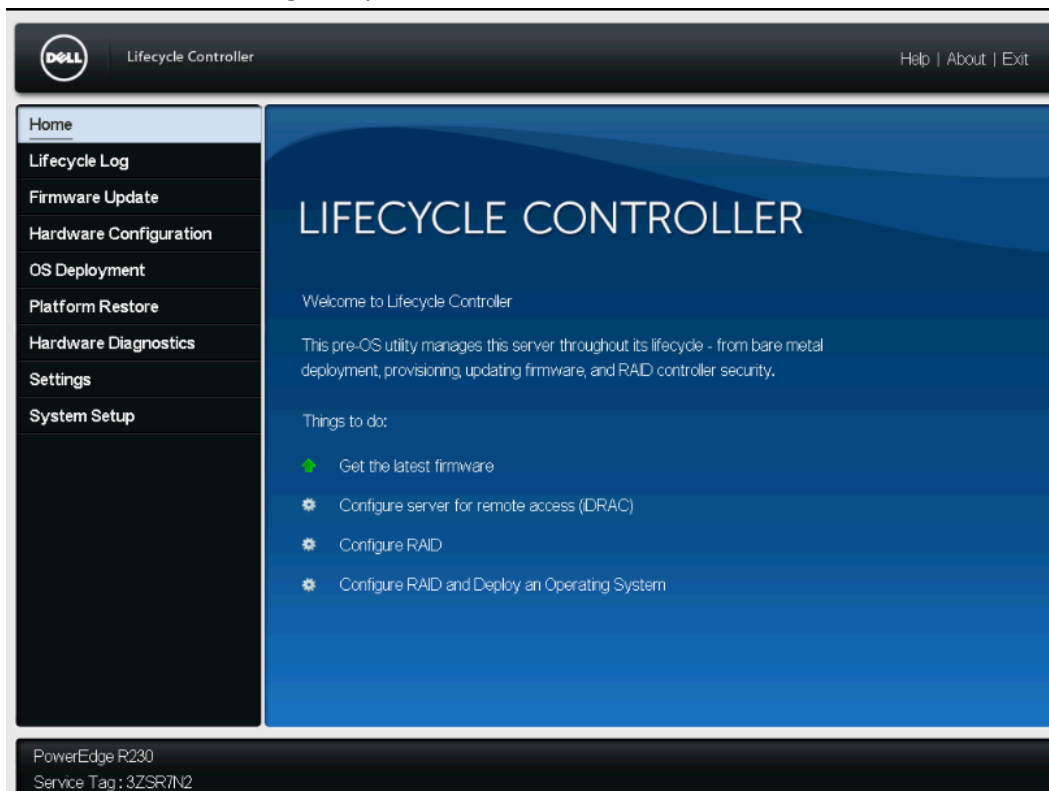 DELL
Lifecycle Controller
Help | About | Exit
Home
Lifecycle Log
Firmware Update
Hardware Configuration
OS Deployment
Platform Restore
Hardware Diagnostics
Settings
System Setup
LIFECYCLE CONTROLLER
Welcome to Lifecycle Controller
This pre-OS utility manages this server throughout its lifecycle - from bare metal
deployment, provisioning, updating firmware, and RAID controller security.
Things to do:
Get the latest firmware
Configure server for remote access (iDRAC)
Configure RAID
Configure RAID and Deploy an Operating System
PowerEdge R230
Service Tag : 3ZSR7N2